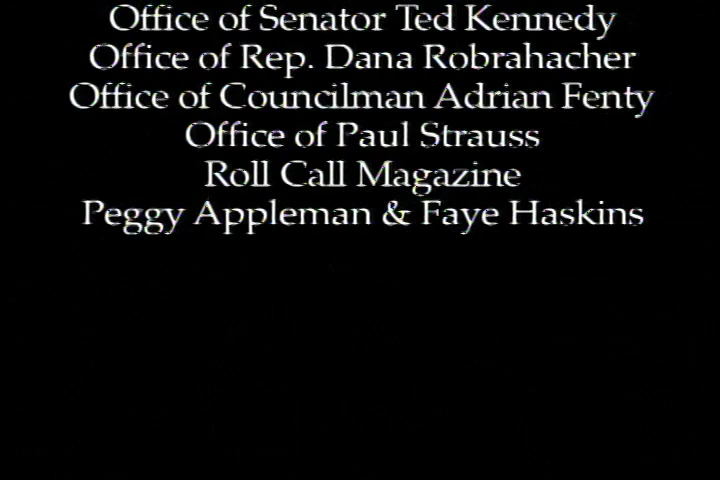 Office of Senator Ted Kennedy
Office of Rep. Dana Robrahacher
Office of Councilman Adrian Fenty
Office of Paul Strauss
Roll Call Magazine
Peggy Appleman & Faye Haskins